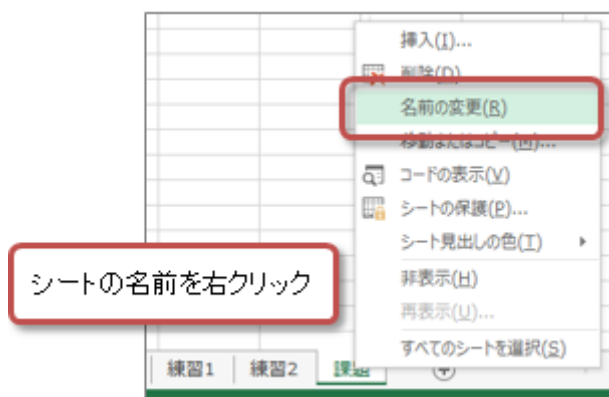 挿入(I)...
削除(D)
名前の変更(R)
移動またはコピー(M)...
コードの表示(V)
シートの保護(P)...
シート見出しの色(T)
シートの名前を右クリック
非表示(H)
再表示(U)...
すべてのシートを選択(S)
練習1 練習2 課題